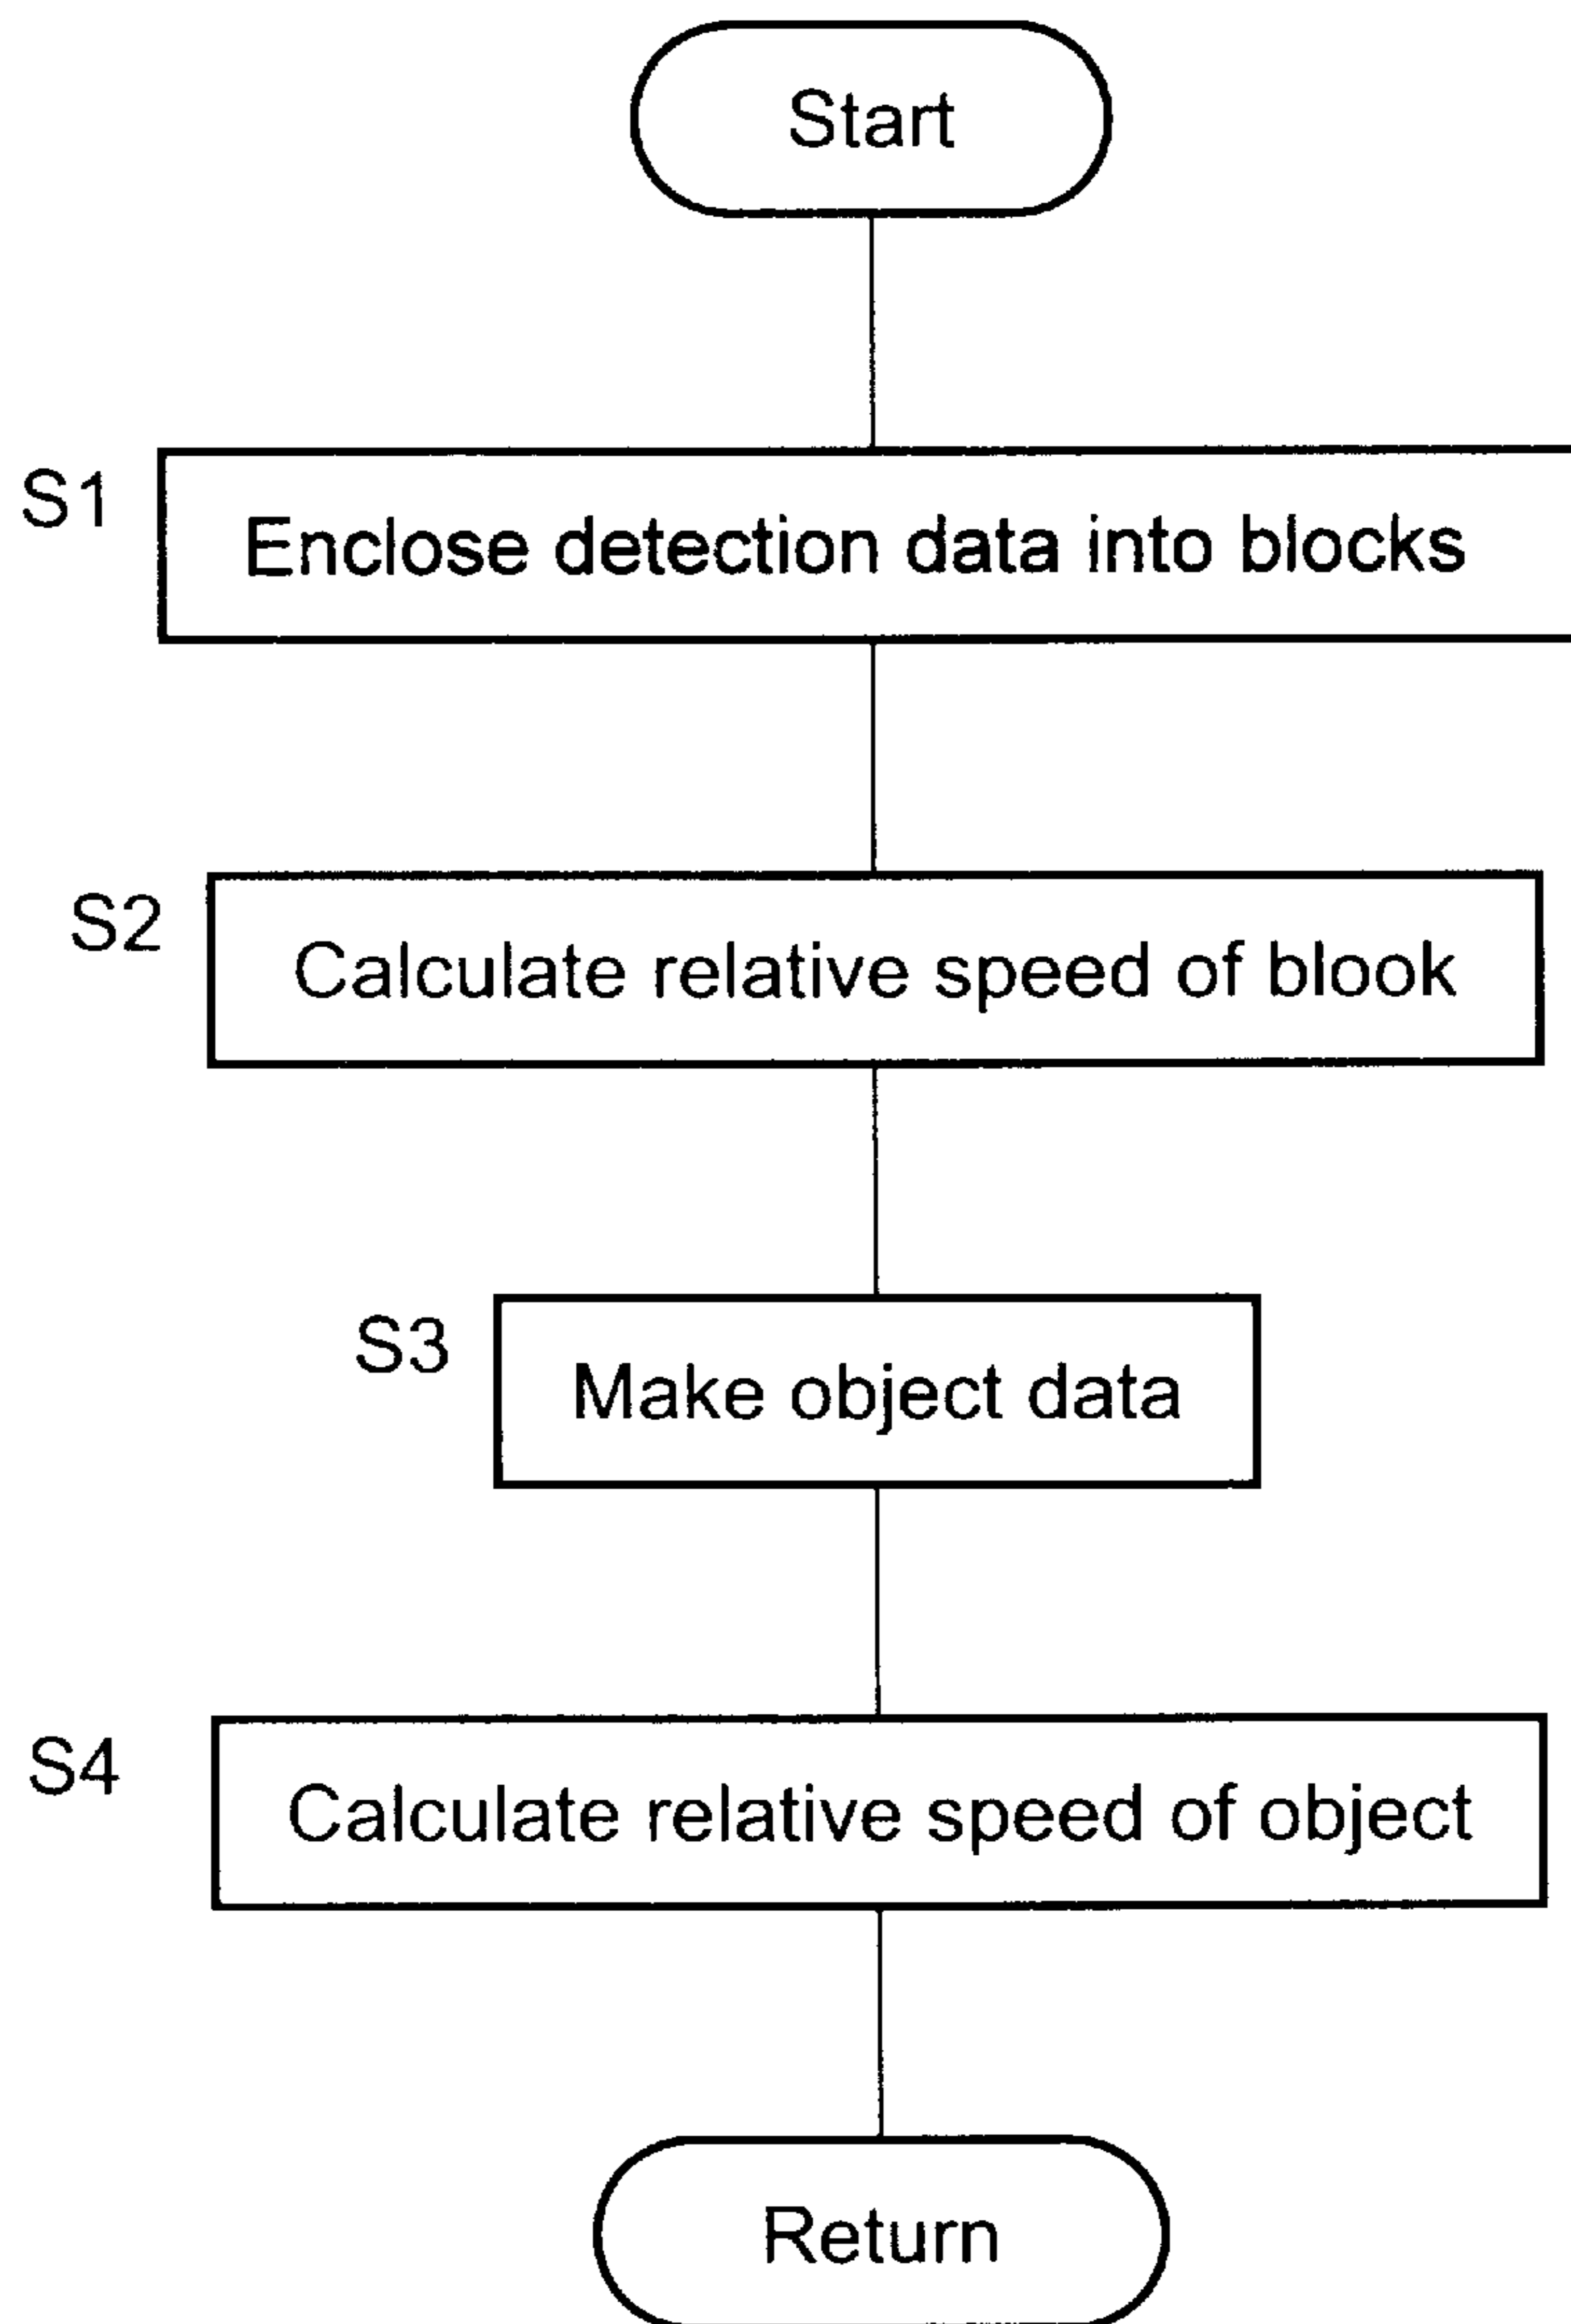 Start
S1
Enclose detection data into blocks
S2
Calculate relative speed of blook
S3
Make object data
S4
Calculate relative speed of object
Return